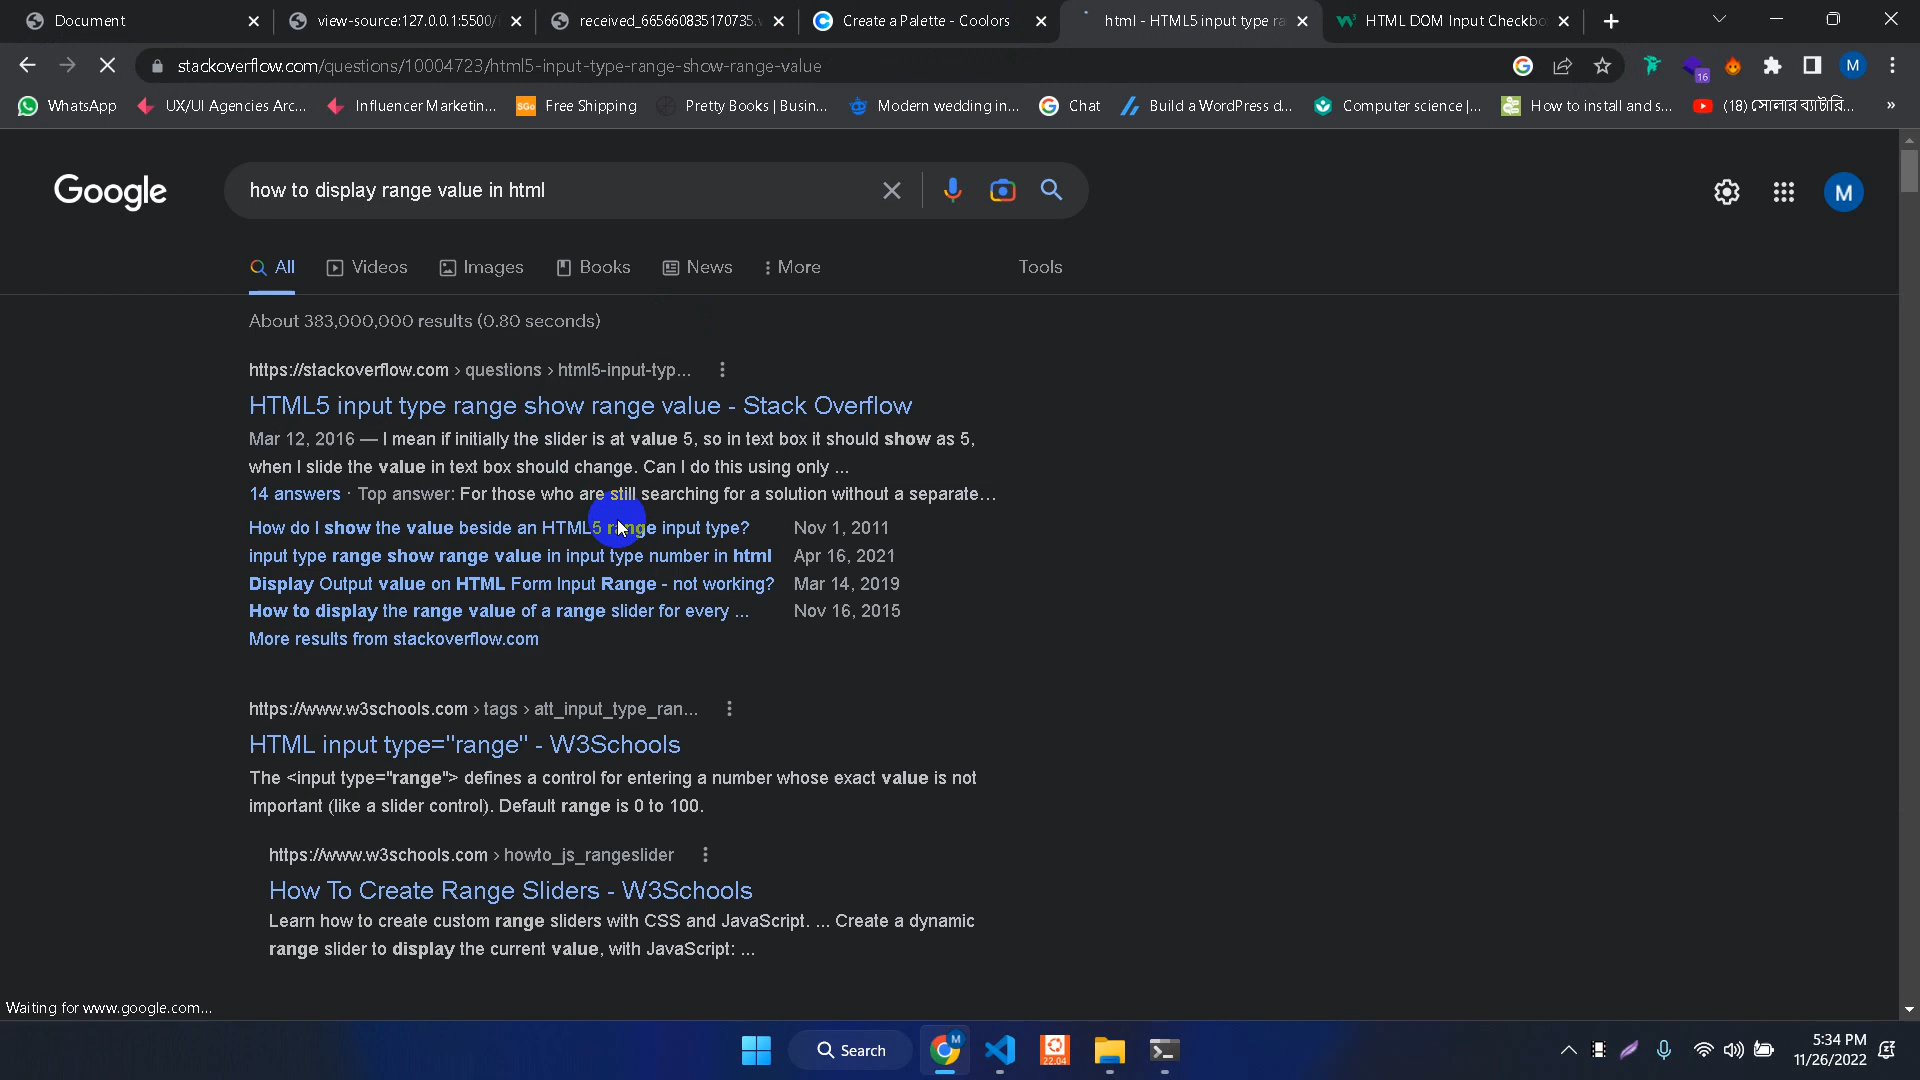 Document
view-source:127.0.0.1:5500/
received_665660835170735.
Create a Palette - Coolors
html - HTML5 input type ra
HTML DOM Input Checkbo
stackoverflow.com/questions/10004723/html5-input-type-range-show-range-value
16
M
WhatsApp
UX/UI Agencies Arc...
Influencer Marketin...
SGo
Free Shipping
Pretty Books | Busin...
Modern wedding in...
Chat
Build a WordPress d...
Computer science |...
How to install and s...
(18) সোলার ব্যাটারি...
»
Google
how to display range value in html
M
All
Videos
Images
Books
News
More
Tools
About 383,000,000 results (0.80 seconds)
https://stackoverflow.com › questions › html5-input-typ...
HTML5 input type range show range value - Stack Overflow
Mar 12, 2016 — I mean if initially the slider is at value 5, so in text box it should show as 5,
when I slide the value in text box should change. Can I do this using only ...
14 answers · Top answer: For those who are still searching for a solution without a separate...
How do I show the value beside an HTML5 range input type? Nov 1, 2011
input type range show range value in input type number in html Apr 16, 2021
Display Output value on HTML Form Input Range - not working? Mar 14, 2019
How to display the range value of a range slider for every ... Nov 16, 2015
More results from stackoverflow.com
https://www.w3schools.com › tags › att_input_type_ran...
HTML input type="range" - W3Schools
The <input type="range"> defines a control for entering a number whose exact value is not
important (like a slider control). Default range is 0 to 100.
https://www.w3schools.com › howto_js_rangeslider
How To Create Range Sliders - W3Schools
Learn how to create custom range sliders with CSS and JavaScript. ... Create a dynamic
range slider to display the current value, with JavaScript: ...
Waiting for www.google.com...
Search
M
22.04
5:34 PM
11/26/2022